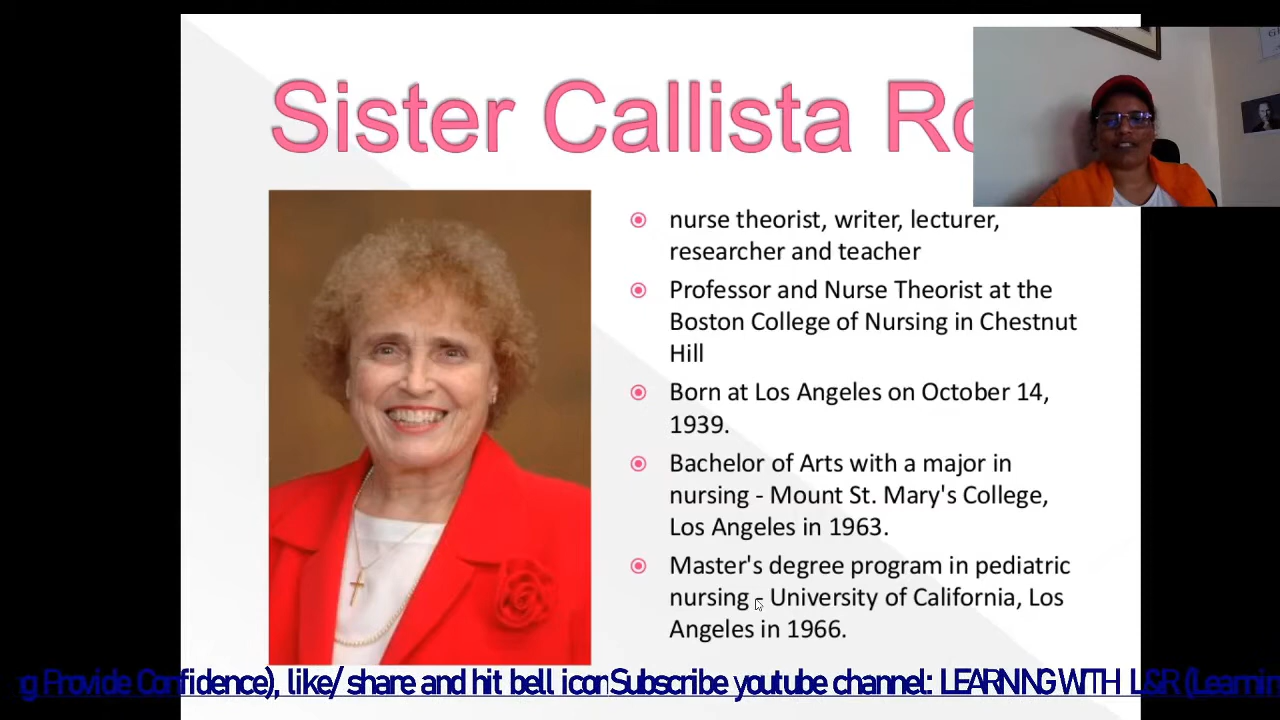 Sister Callista Ro
nurse theorist, writer, lecturer,
researcher and teacher
Professor and Nurse Theorist at the
Boston College of Nursing in Chestnut
Hill
Born at Los Angeles on October 14,
1939.
Bachelor of Arts with a major in
nursing - Mount St. Mary's College,
Los Angeles in 1963.
Master's degree program in pediatric
nursing - University of California, Los
Angeles in 1966.
g Provide Confidence), like/ share and hit bell icon Subscribe youtube channel: LEARNING WITH L&R (Learnin